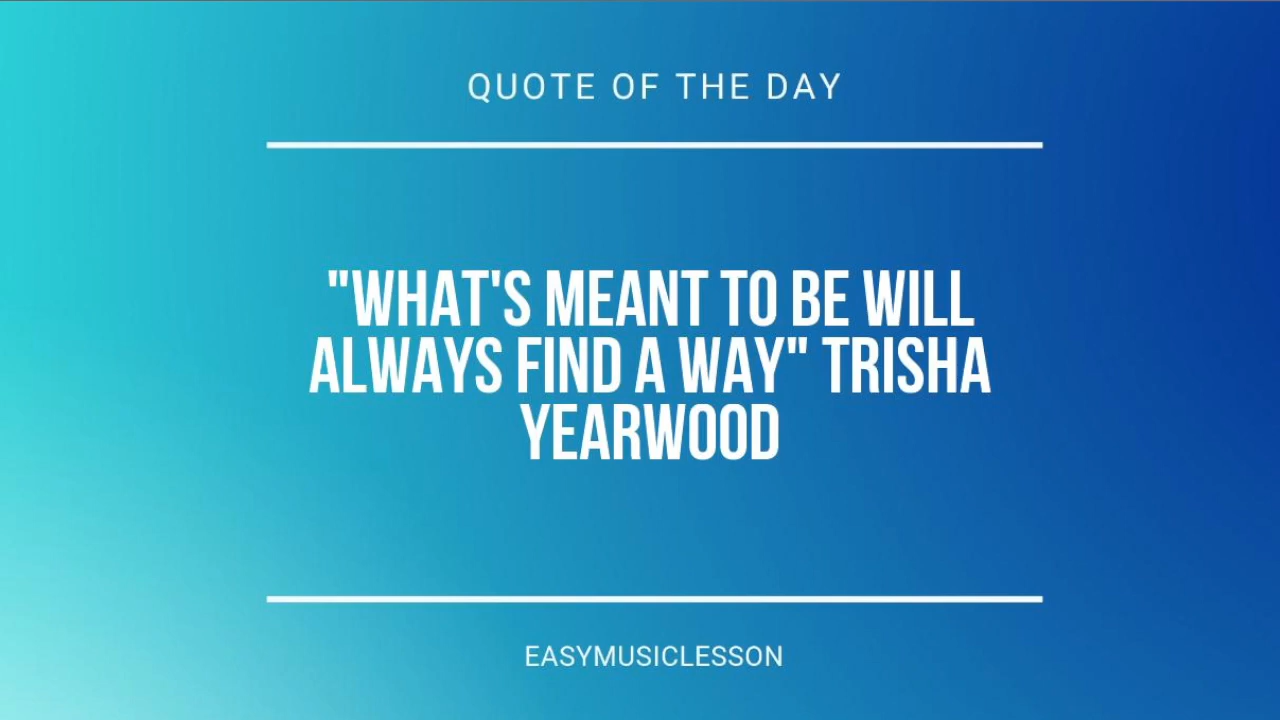 QUOTE OF THE DAY
"WHAT'S MEANT TO BE WILL
ALWAYS FIND A WAY" TRISHA
YEARWOOD
EASYMUSICLESSON